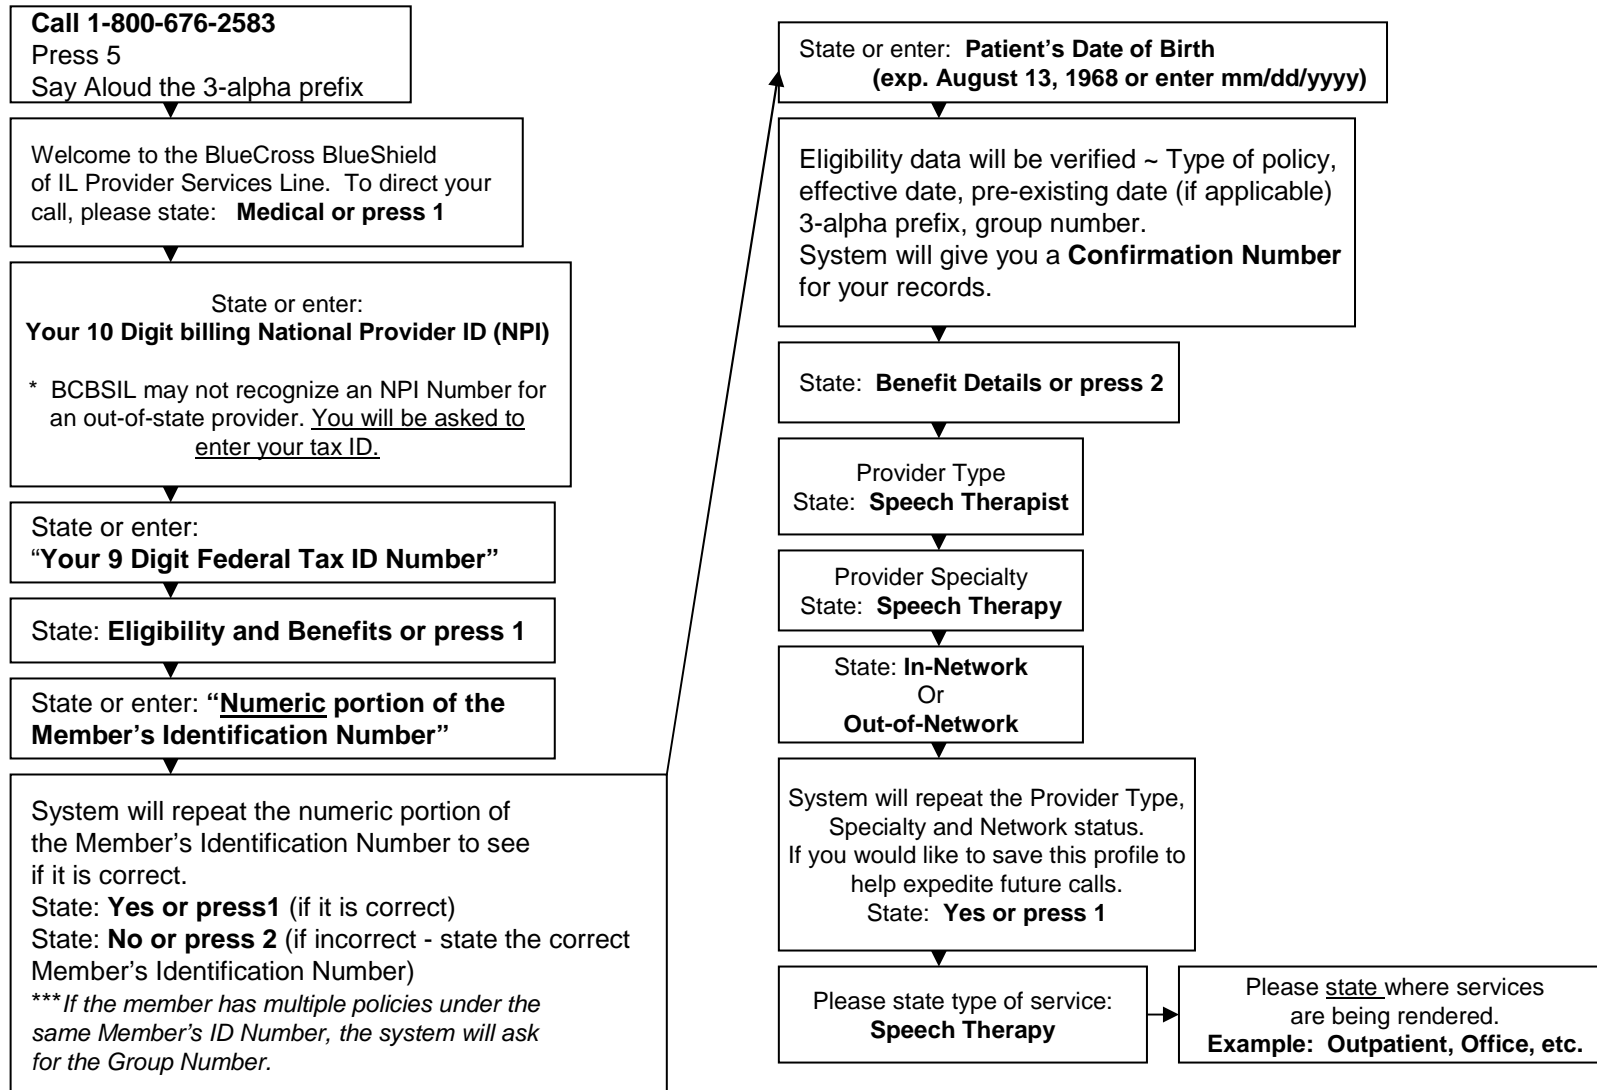 Call 1-800-676-2583
Press 5
Say Aloud the 3-alpha prefix
Welcome to the BlueCross BlueShield
of IL Provider Services Line. To direct your
call, please state: Medical or press 1
State or enter:
Your 10 Digit billing National Provider ID (NPI)
* BCBSIL may not recognize an NPI Number for
an out-of-state provider. You will be asked to
enter your tax ID.
State or enter:
“Your 9 Digit Federal Tax ID Number”
State: Eligibility and Benefits or press 1
State or enter: “Numeric portion of the
Member’s Identification Number”
System will repeat the numeric portion of
the Member’s Identification Number to see
if it is correct.
State: Yes or press1 (if it is correct)
State: No or press 2 (if incorrect - state the correct
Member’s Identification Number)
***If the member has multiple policies under the
same Member’s ID Number, the system will ask
for the Group Number.
State or enter: Patient’s Date of Birth
(exp. August 13, 1968 or enter mm/dd/yyyy)
Eligibility data will be verified ~ Type of policy,
effective date, pre-existing date (if applicable)
3-alpha prefix, group number.
System will give you a Confirmation Number
for your records.
State: Benefit Details or press 2
Provider Type
State: Speech Therapist
Provider Specialty
State: Speech Therapy
State: In-Network
Or
Out-of-Network
System will repeat the Provider Type,
Specialty and Network status.
If you would like to save this profile to
help expedite future calls.
State: Yes or press 1
Please state type of service:
Speech Therapy
Please state where services
are being rendered.
Example: Outpatient, Office, etc.